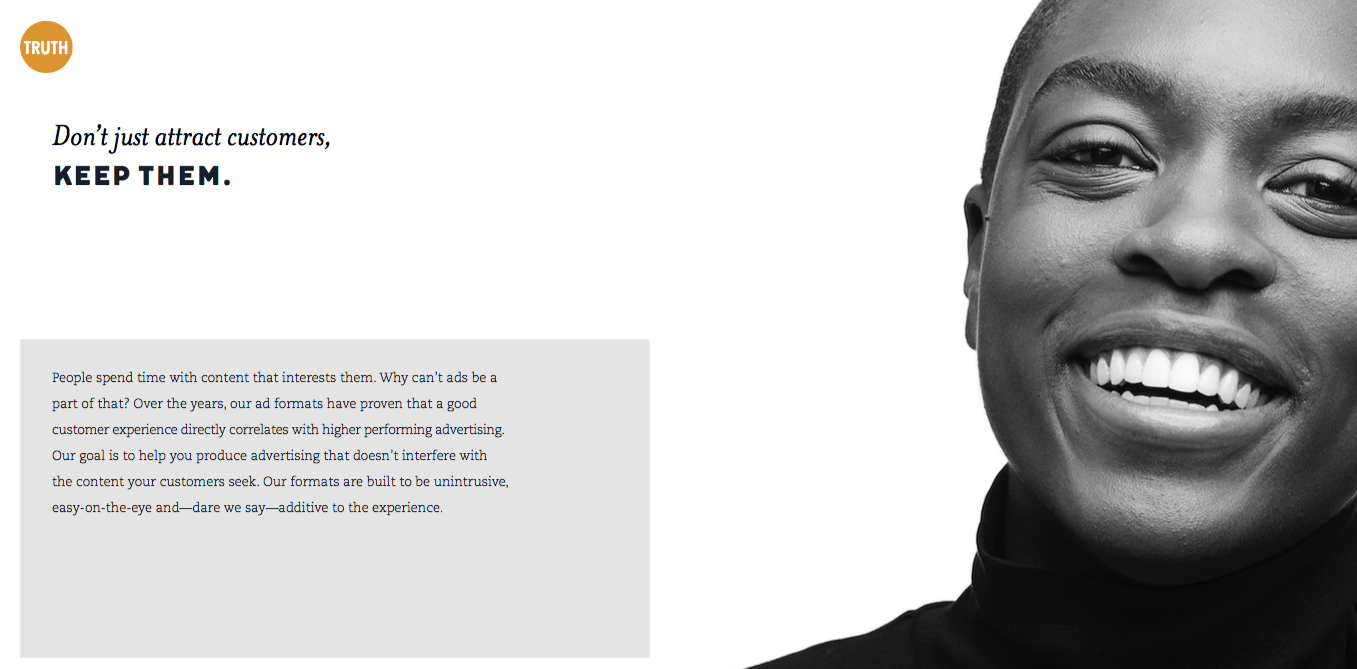 TRUTH
Don't just attract customers,
KEEP THEM.
People spend time with content that interests them. Why can't ads be a
part of that? Over the years, our ad formats have proven that a good
customer experience directly correlates with higher performing advertising.
Our goal is to help you produce advertising that doesn't interfere with
the content your customers seek. Our formats are built to be unintrusive,
easy-on-the-eye and—dare we say—additive to the experience.